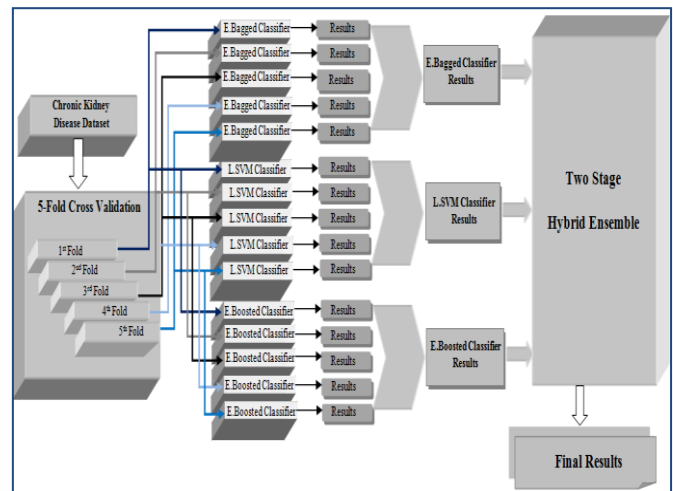 Chronic Kidney
Disease Dataset
5-Fold Cross Validation
1st Fold
2nd Fold
3rd Fold
4th Fold
5th Fold
E.Bagged Classifier
Results
E.Bagged Classifier
Results
E.Bagged Classifier
Results
E.Bagged Classifier
Results
E.Bagged Classifier
Results
L.SVM Classifier
Results
L.SVM Classifier
Results
L.SVM Classifier
Results
L.SVM Classifier
Results
L.SVM Classifier
Results
E.Boosted Classifier
Results
E.Boosted Classifier
Results
E.Boosted Classifier
Results
E.Boosted Classifier
Results
E.Boosted Classifier
Results
E.Bagged Classifier
Results
L.SVM Classifier
Results
E.Boosted Classifier
Results
Two Stage
Hybrid Ensemble
Final Results